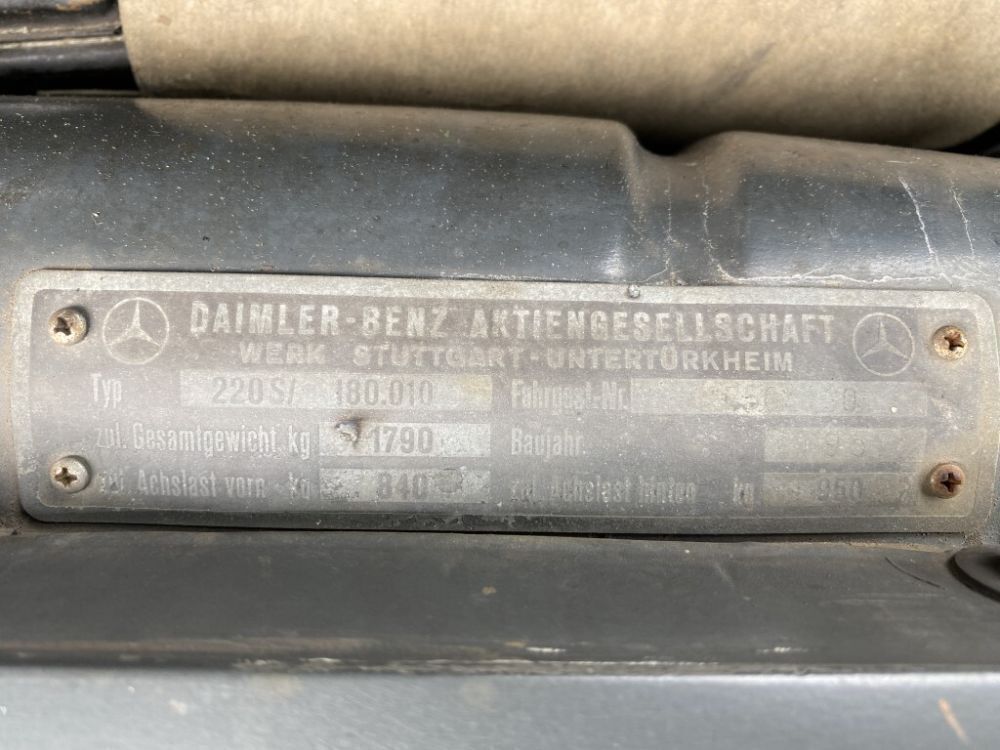 DAIMLER-BENZ AKTIENGESELLSCHAFT
WERK STUTTGART-UNTERTÜRKHEIM
Typ 220 S/ 180.010 Fahrgest-Nr.
zul. Gesamtgewicht kg 1790 Baujahr
zul. Achslast vorn kg 840 zul. Achslast hinten kg 950